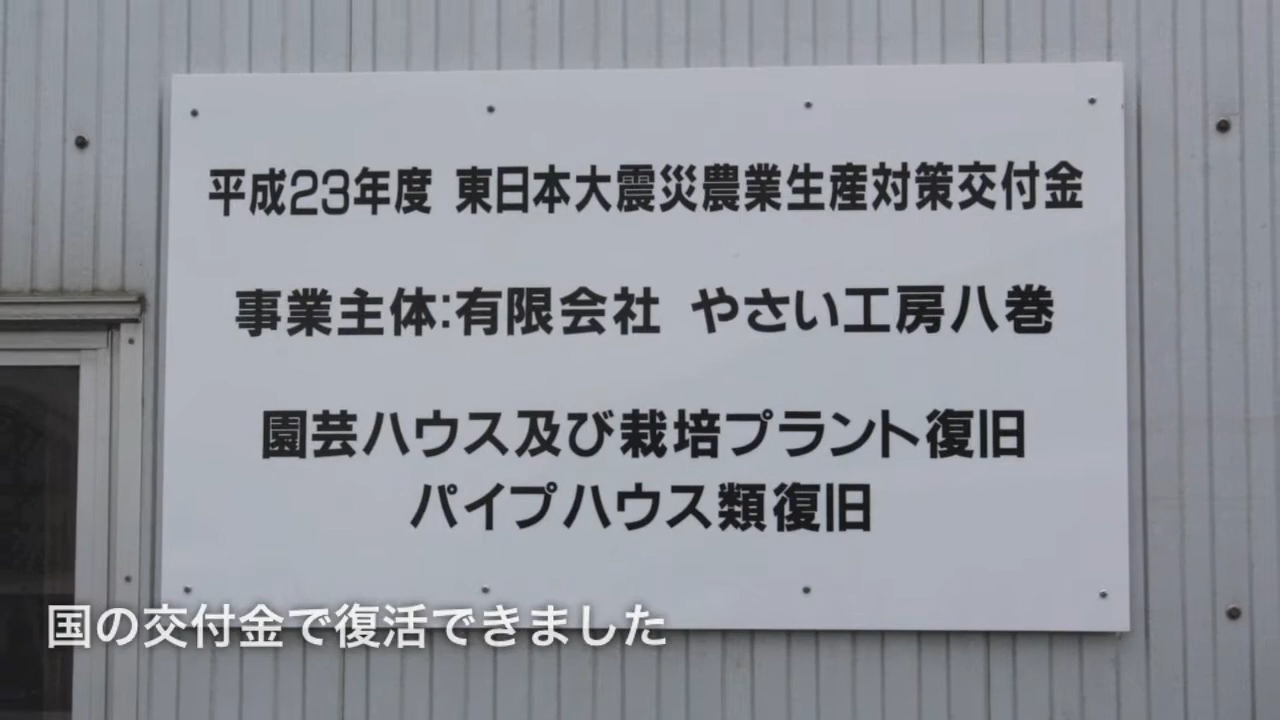 平成23年度 東日本大震災農業生産対策交付金
事業主体:有限会社 やさい工房八巻
園芸ハウス及び栽培プラント復旧
パイプハウス類復旧
国の交付金で復活できました